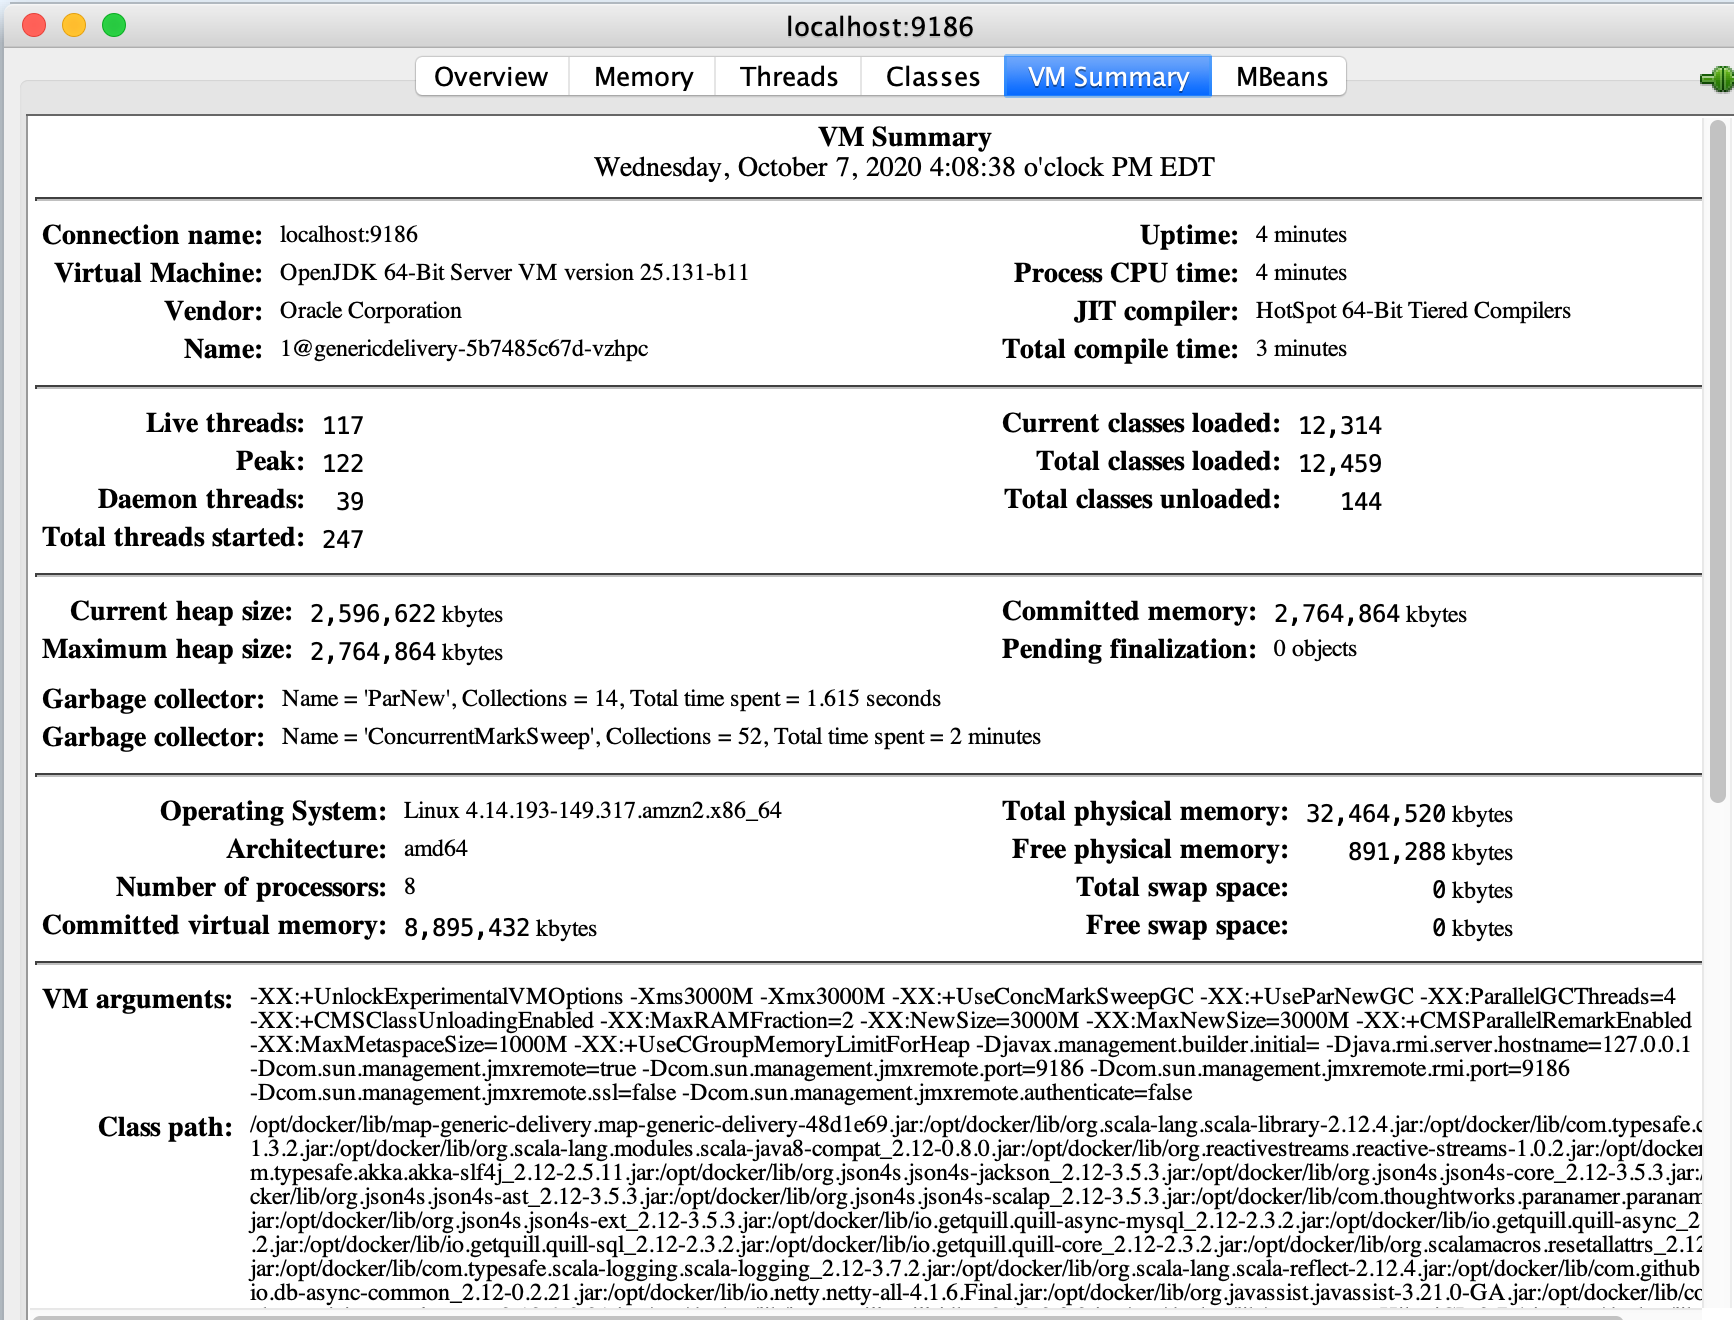 localhost:9186
Overview Memory Threads Classes VM Summary MBeans
VM Summary
Wednesday, October 7, 2020 4:08:38 o'clock PM EDT
Connection name: localhost:9186 Uptime: 4 minutes
Virtual Machine: OpenJDK 64-Bit Server VM version 25.131-b11 Process CPU time: 4 minutes
Vendor: Oracle Corporation JIT compiler: HotSpot 64-Bit Tiered Compilers
Name: 1@genericdelivery-5b7485c67d-vzhpc Total compile time: 3 minutes
Live threads: 117 Current classes loaded: 12,314
Peak: 122 Total classes loaded: 12,459
Daemon threads: 39 Total classes unloaded: 144
Total threads started: 247
Current heap size: 2,596,622 kbytes Committed memory: 2,764,864 kbytes
Maximum heap size: 2,764,864 kbytes Pending finalization: 0 objects
Garbage collector: Name = 'ParNew', Collections = 14, Total time spent = 1.615 seconds
Garbage collector: Name = 'ConcurrentMarkSweep', Collections = 52, Total time spent = 2 minutes
Operating System: Linux 4.14.193-149.317.amzn2.x86_64 Total physical memory: 32,464,520 kbytes
Architecture: amd64 Free physical memory: 891,288 kbytes
Number of processors: 8 Total swap space: 0 kbytes
Committed virtual memory: 8,895,432 kbytes Free swap space: 0 kbytes
VM arguments: -XX:+UnlockExperimentalVMOptions -Xms3000M -Xmx3000M -XX:+UseConcMarkSweepGC -XX:+UseParNewGC -XX:ParallelGCThreads=4
-XX:+CMSClassUnloadingEnabled -XX:MaxRAMFraction=2 -XX:NewSize=3000M -XX:MaxNewSize=3000M -XX:+CMSParallelRemarkEnabled
-XX:MaxMetaspaceSize=1000M -XX:+UseCGroupMemoryLimitForHeap -Djavax.management.builder.initial= -Djava.rmi.server.hostname=127.0.0.1
-Dcom.sun.management.jmxremote=true -Dcom.sun.management.jmxremote.port=9186 -Dcom.sun.management.jmxremote.rmi.port=9186
-Dcom.sun.management.jmxremote.ssl=false -Dcom.sun.management.jmxremote.authenticate=false
Class path: /opt/docker/lib/map-generic-delivery.map-generic-delivery-48d1e69.jar:/opt/docker/lib/org.scala-lang.scala-library-2.12.4.jar:/opt/docker/lib/com.typesafe.c
1.3.2.jar:/opt/docker/lib/org.scala-lang.modules.scala-java8-compat_2.12-0.8.0.jar:/opt/docker/lib/org.reactivestreams.reactive-streams-1.0.2.jar:/opt/docker
m.typesafe.akka.akka-slf4j_2.12-2.5.11.jar:/opt/docker/lib/org.json4s.json4s-jackson_2.12-3.5.3.jar:/opt/docker/lib/org.json4s.json4s-core_2.12-3.5.3.jar:/
cker/lib/org.json4s.json4s-ast_2.12-3.5.3.jar:/opt/docker/lib/org.json4s.json4s-scalap_2.12-3.5.3.jar:/opt/docker/lib/com.thoughtworks.paranamer.paranam
jar:/opt/docker/lib/org.json4s.json4s-ext_2.12-3.5.3.jar:/opt/docker/lib/io.getquill.quill-async-mysql_2.12-2.3.2.jar:/opt/docker/lib/io.getquill.quill-async_2
.2.jar:/opt/docker/lib/io.getquill.quill-sql_2.12-2.3.2.jar:/opt/docker/lib/io.getquill.quill-core_2.12-2.3.2.jar:/opt/docker/lib/org.scalamacros.resetallattrs_2.12
jar:/opt/docker/lib/com.typesafe.scala-logging.scala-logging_2.12-3.7.2.jar:/opt/docker/lib/org.scala-lang.scala-reflect-2.12.4.jar:/opt/docker/lib/com.github
io.db-async-common_2.12-0.2.21.jar:/opt/docker/lib/io.netty.netty-all-4.1.6.Final.jar:/opt/docker/lib/org.javassist.javassist-3.21.0-GA.jar:/opt/docker/lib/co